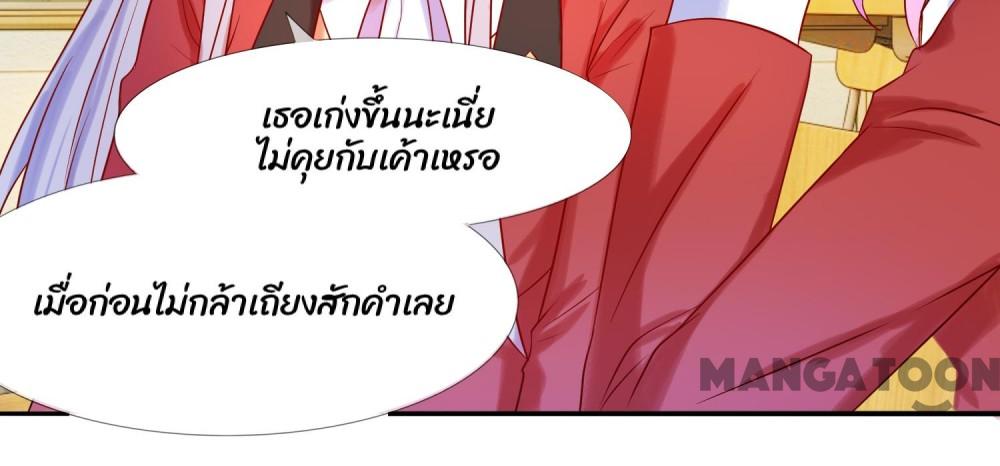 เธอเก่งขึ้นนะเนี่ย
ไม่คุยกับเค้าเหรอ
เมื่อก่อนไม่กล้าเถียงสักคำเลย
MANGATOON